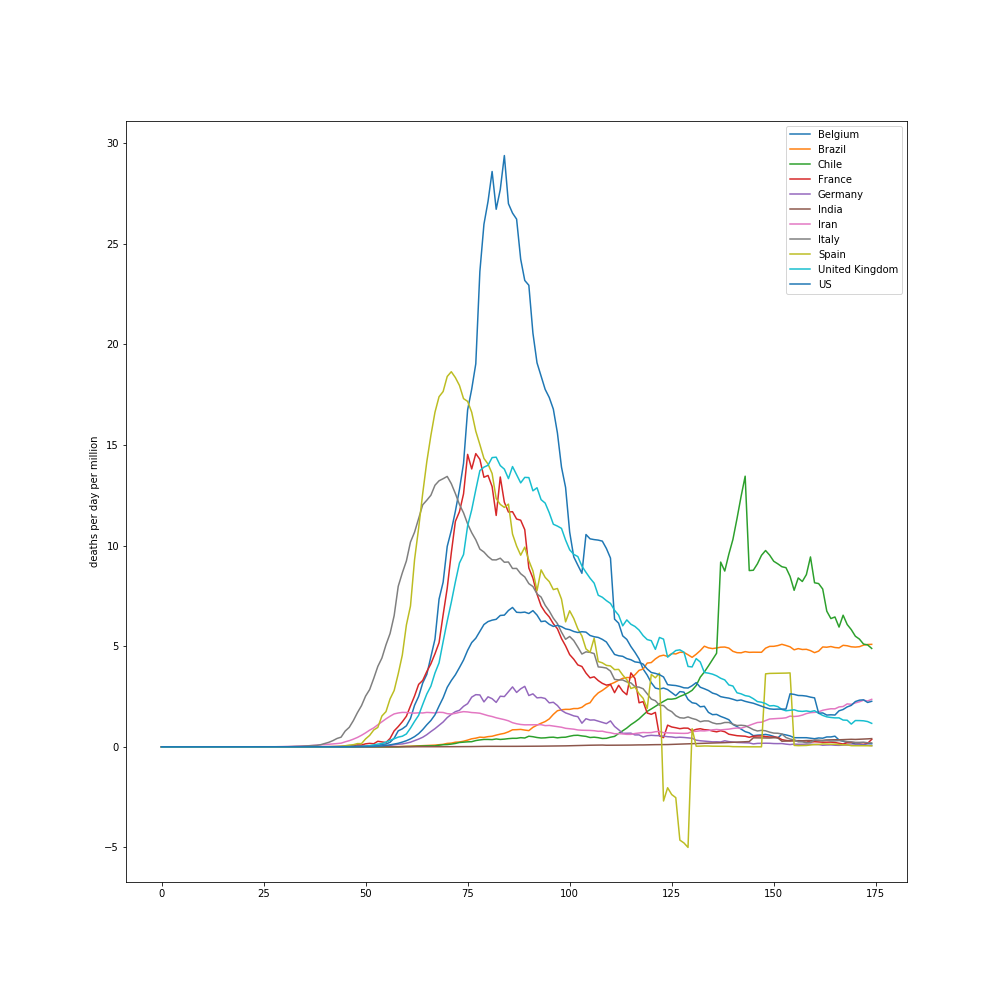 Belgium
Brazil
Chile
France
Germany
India
Iran
Italy
Spain
United Kingdom
US
deaths per day per million
30
25
20
15
10
5
0
−5
0 25 50 75 100 125 150 175